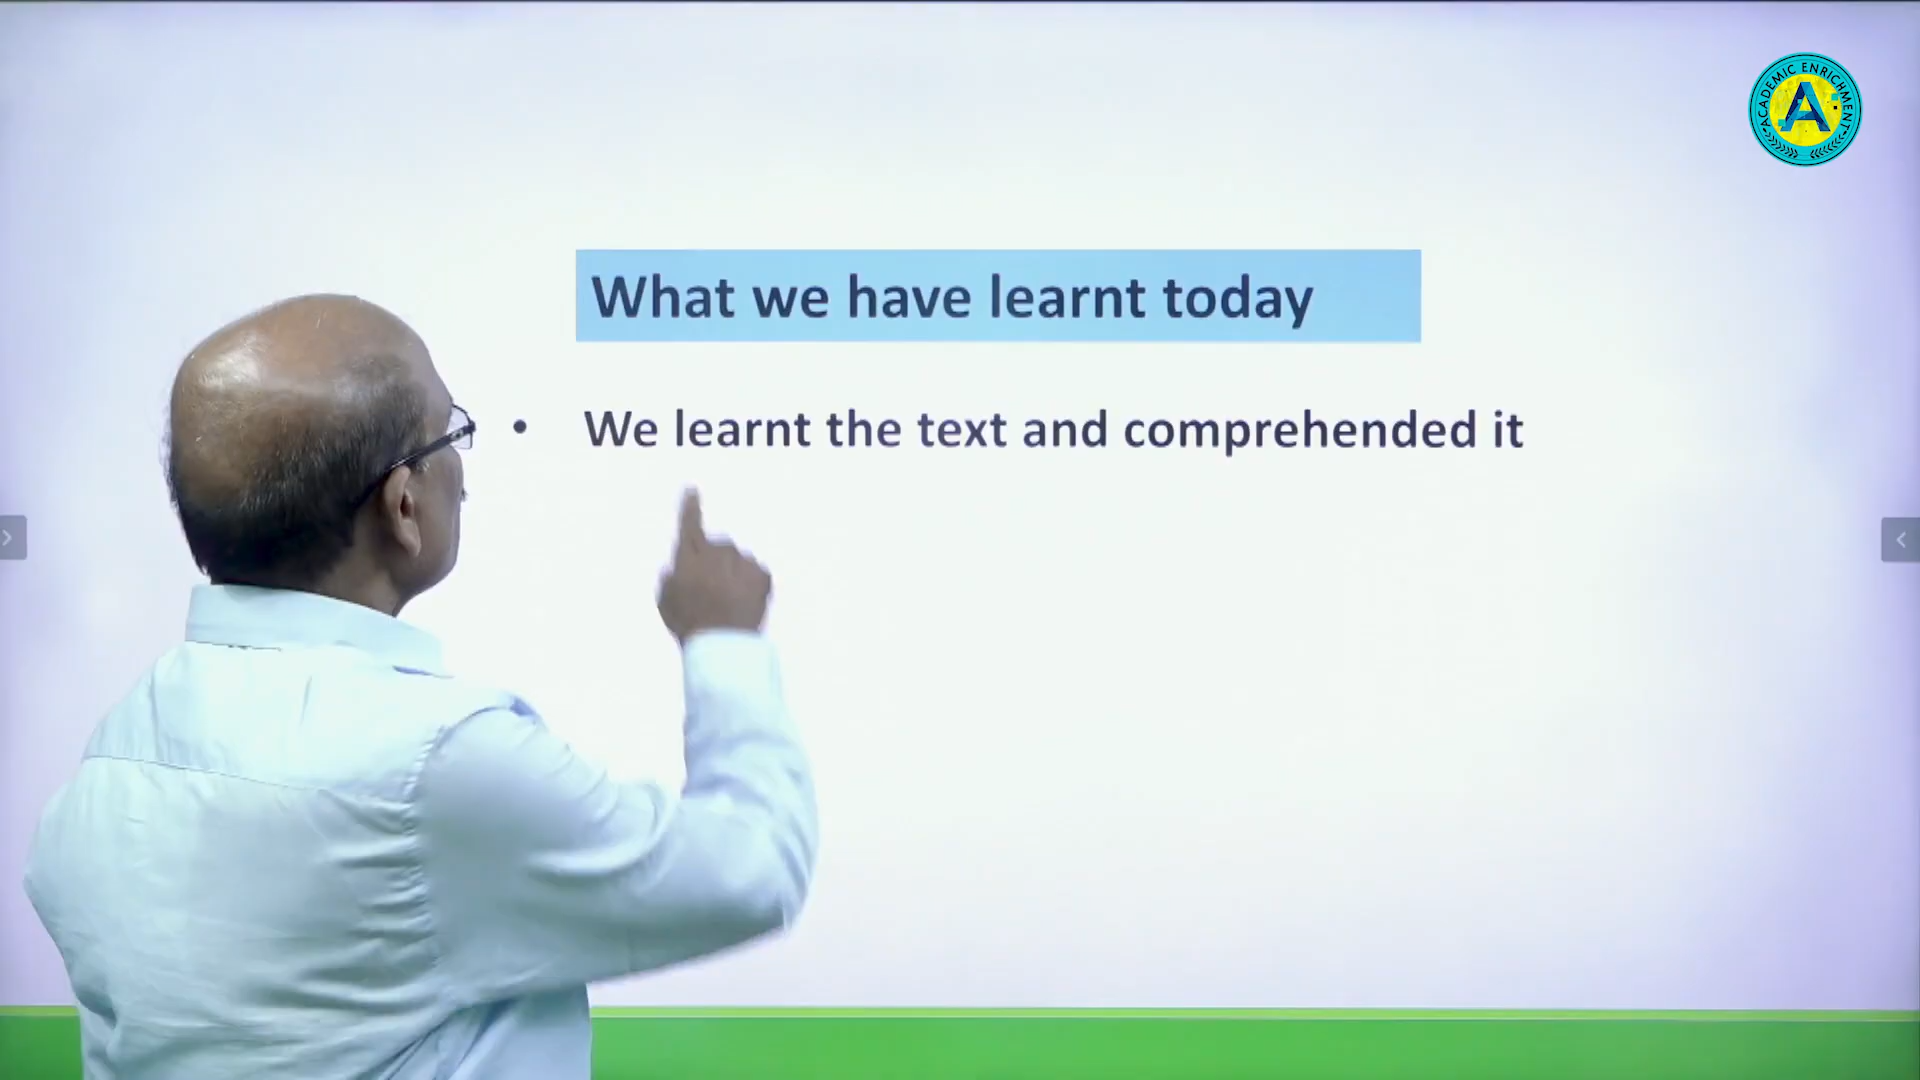 ACADEMIC ENRICHMENT
A
What we have learnt today
• We learnt the text and comprehended it